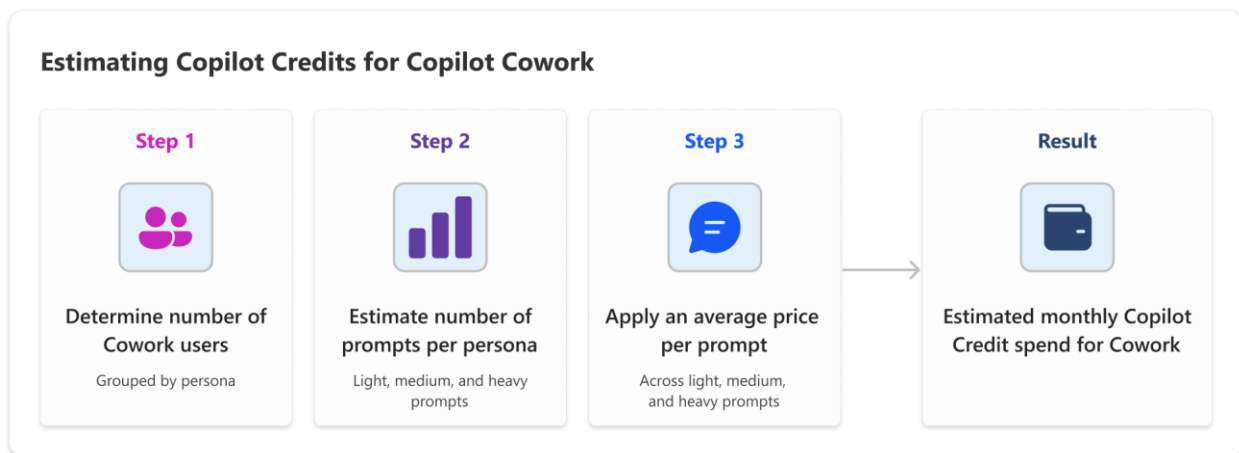 Estimating Copilot Credits for Copilot Cowork
Step 1
Determine number of
Cowork users
Grouped by persona
Step 2
Estimate number of
prompts per persona
Light, medium, and heavy
prompts
Step 3
Apply an average price
per prompt
Across light, medium,
and heavy prompts
Result
Estimated monthly Copilot
Credit spend for Cowork